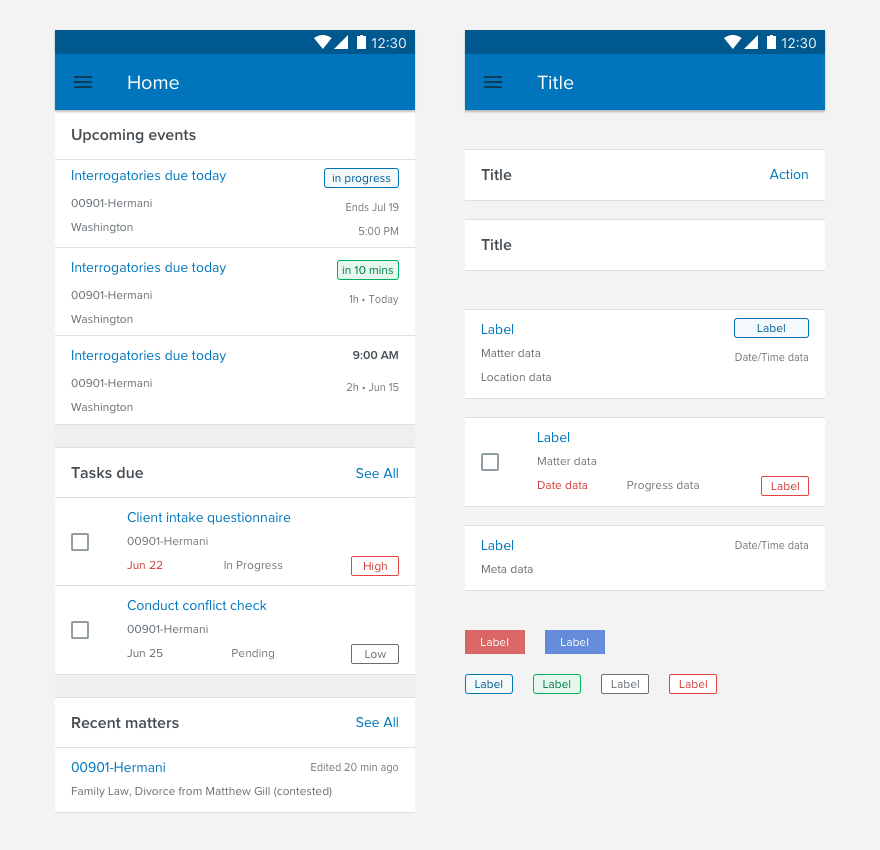 12:30
Home
Upcoming events
Interrogatories due today in progress
00901-Hermani Ends Jul 19
Washington 5:00 PM
Interrogatories due today in 10 mins
00901-Hermani 1h • Today
Washington
Interrogatories due today 9:00 AM
00901-Hermani 2h • Jun 15
Washington
Tasks due See All
Client intake questionnaire
00901-Hermani
Jun 22 In Progress High
Conduct conflict check
00901-Hermani
Jun 25 Pending Low
Recent matters See All
00901-Hermani Edited 20 min ago
Family Law, Divorce from Matthew Gill (contested)
12:30
Title
Title Action
Title
Label Label
Matter data Date/Time data
Location data
Label
Matter data
Date data Progress data Label
Label Date/Time data
Meta data
Label Label
Label Label Label Label